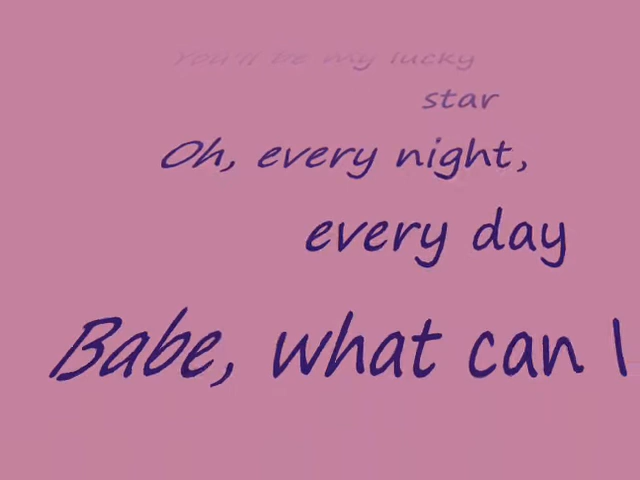 You'll be my lucky
star
Oh, every night,
every day
Babe, what can I